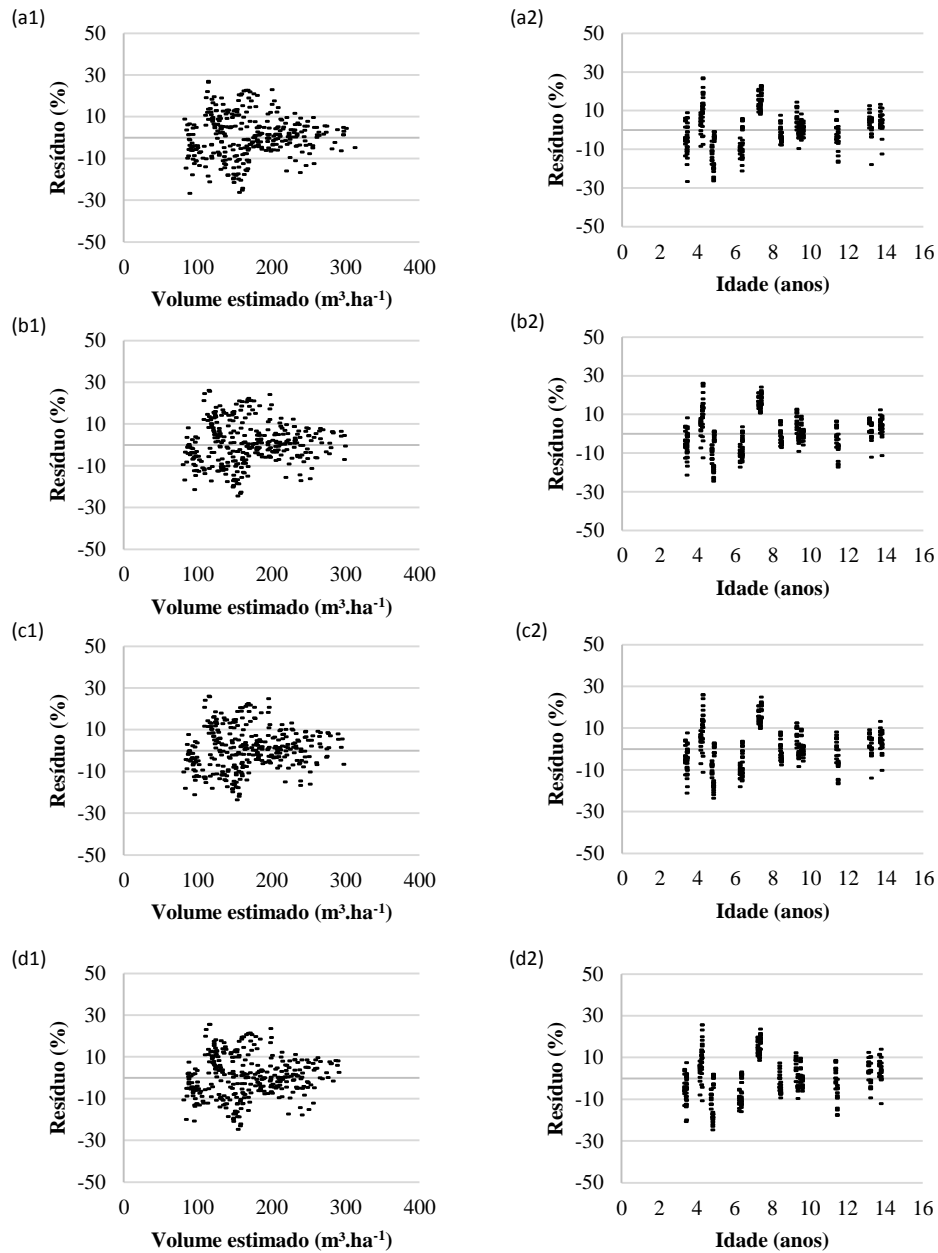 (a1)
50
30
10
-10
-30
-50
Resíduo (%)
0 100 200 300 400
Volume estimado (m³.ha⁻¹)
(a2)
50
30
10
-10
-30
-50
Resíduo (%)
0 2 4 6 8 10 12 14 16
Idade (anos)
(b1)
50
30
10
-10
-30
-50
Resíduo (%)
0 100 200 300 400
Volume estimado (m³.ha⁻¹)
(b2)
50
30
10
-10
-30
-50
Resíduo (%)
0 2 4 6 8 10 12 14 16
Idade (anos)
(c1)
50
30
10
-10
-30
-50
Resíduo (%)
0 100 200 300 400
Volume estimado (m³.ha⁻¹)
(c2)
50
30
10
-10
-30
-50
Resíduo (%)
0 2 4 6 8 10 12 14 16
Idade (anos)
(d1)
50
30
10
-10
-30
-50
Resíduo (%)
0 100 200 300 400
Volume estimado (m³.ha⁻¹)
(d2)
50
30
10
-10
-30
-50
Resíduo (%)
0 2 4 6 8 10 12 14 16
Idade (anos)